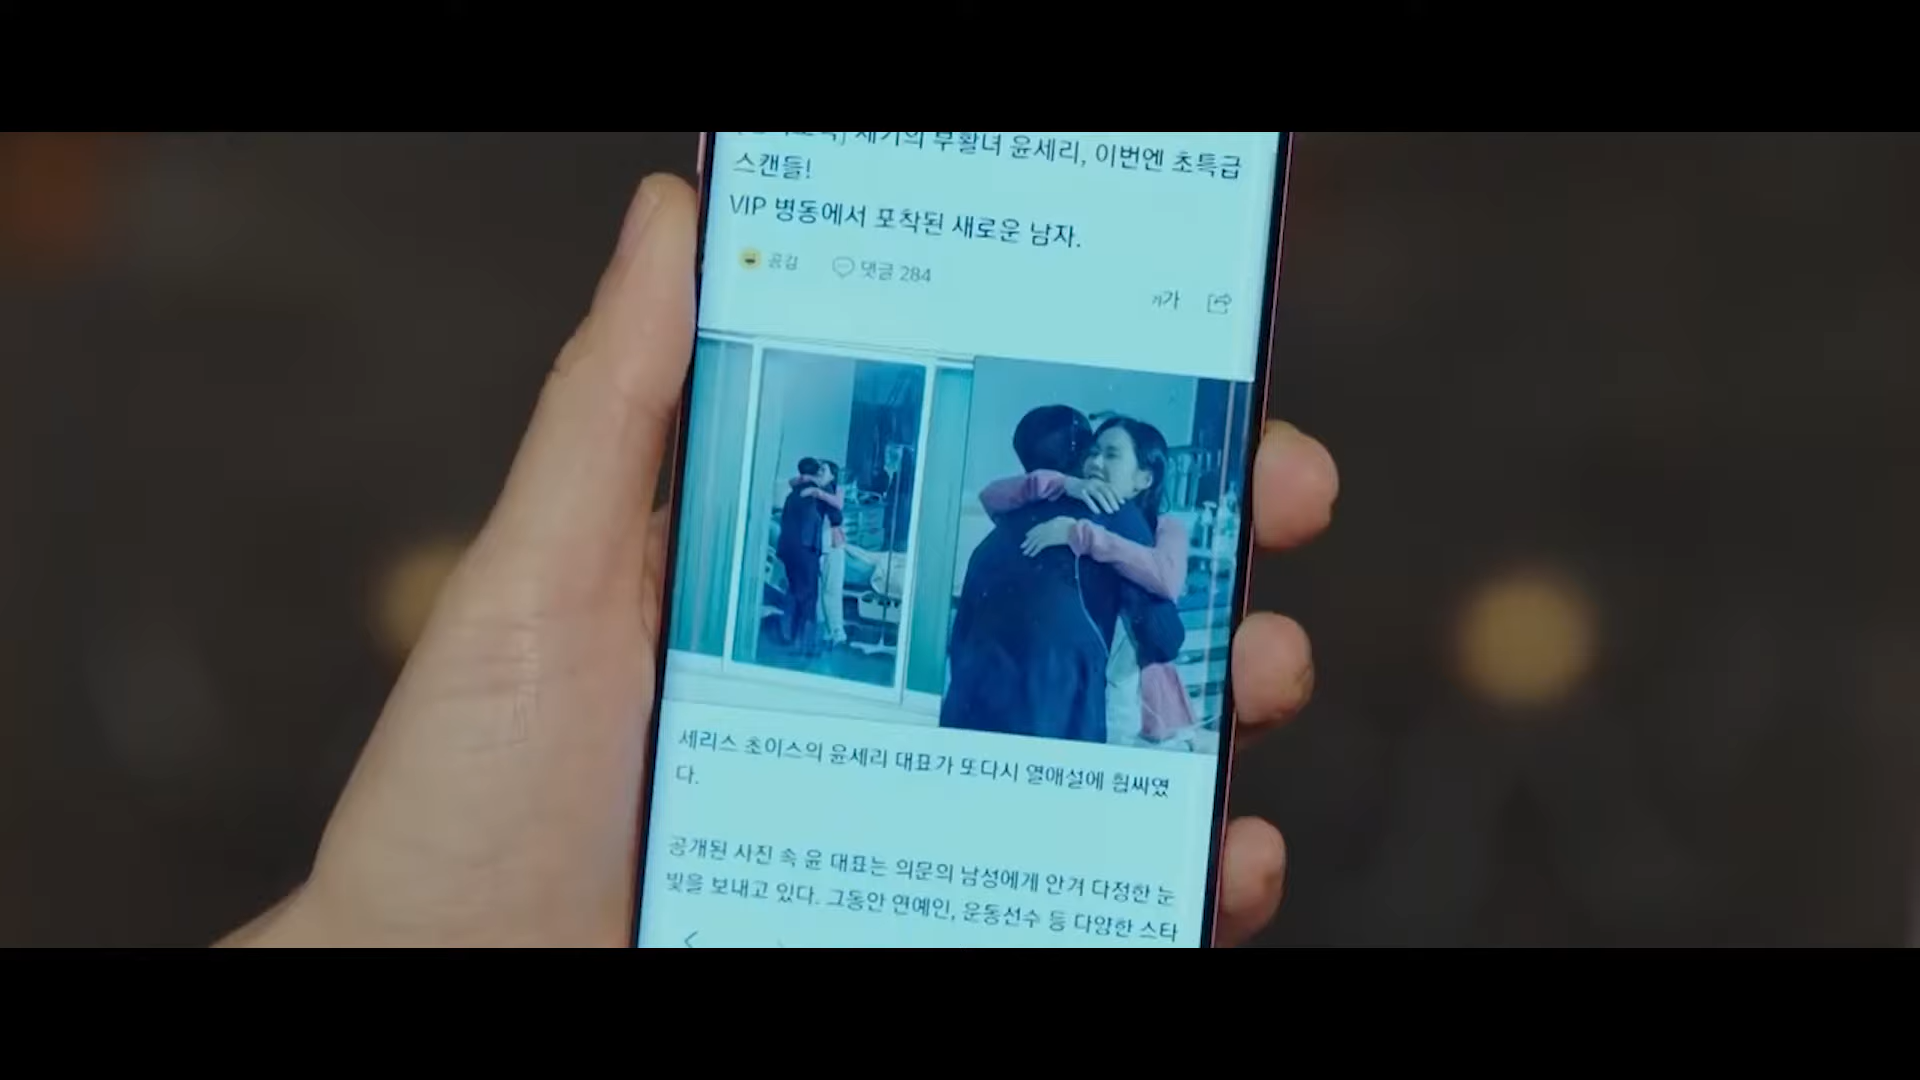 세기의 부활녀 윤세리, 이번엔 초특급
스캔들!
VIP 병동에서 포착된 새로운 남자.
공감 댓글 284
가가
세리스 초이스의 윤세리 대표가 또다시 열애설에 휩싸였
다.
공개된 사진 속 윤 대표는 의문의 남성에게 안겨 다정한 눈
빛을 보내고 있다. 그동안 연예인, 운동선수 등 다양한 스타